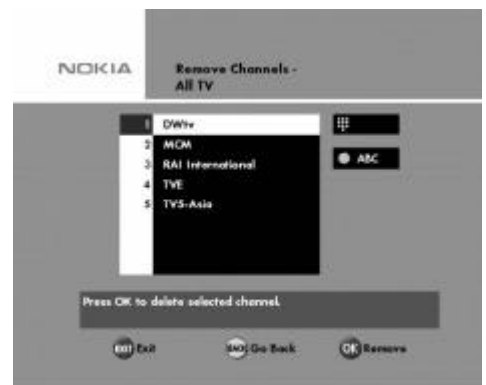 NOKIA
Remove Channels -
All TV
1 DWtv
2 MCM
3 RAI International
4 TVE
5 TV5-Asia
ABC
Press OK to delete selected channel.
EXIT Exit
BACK Go Back
OK Remove